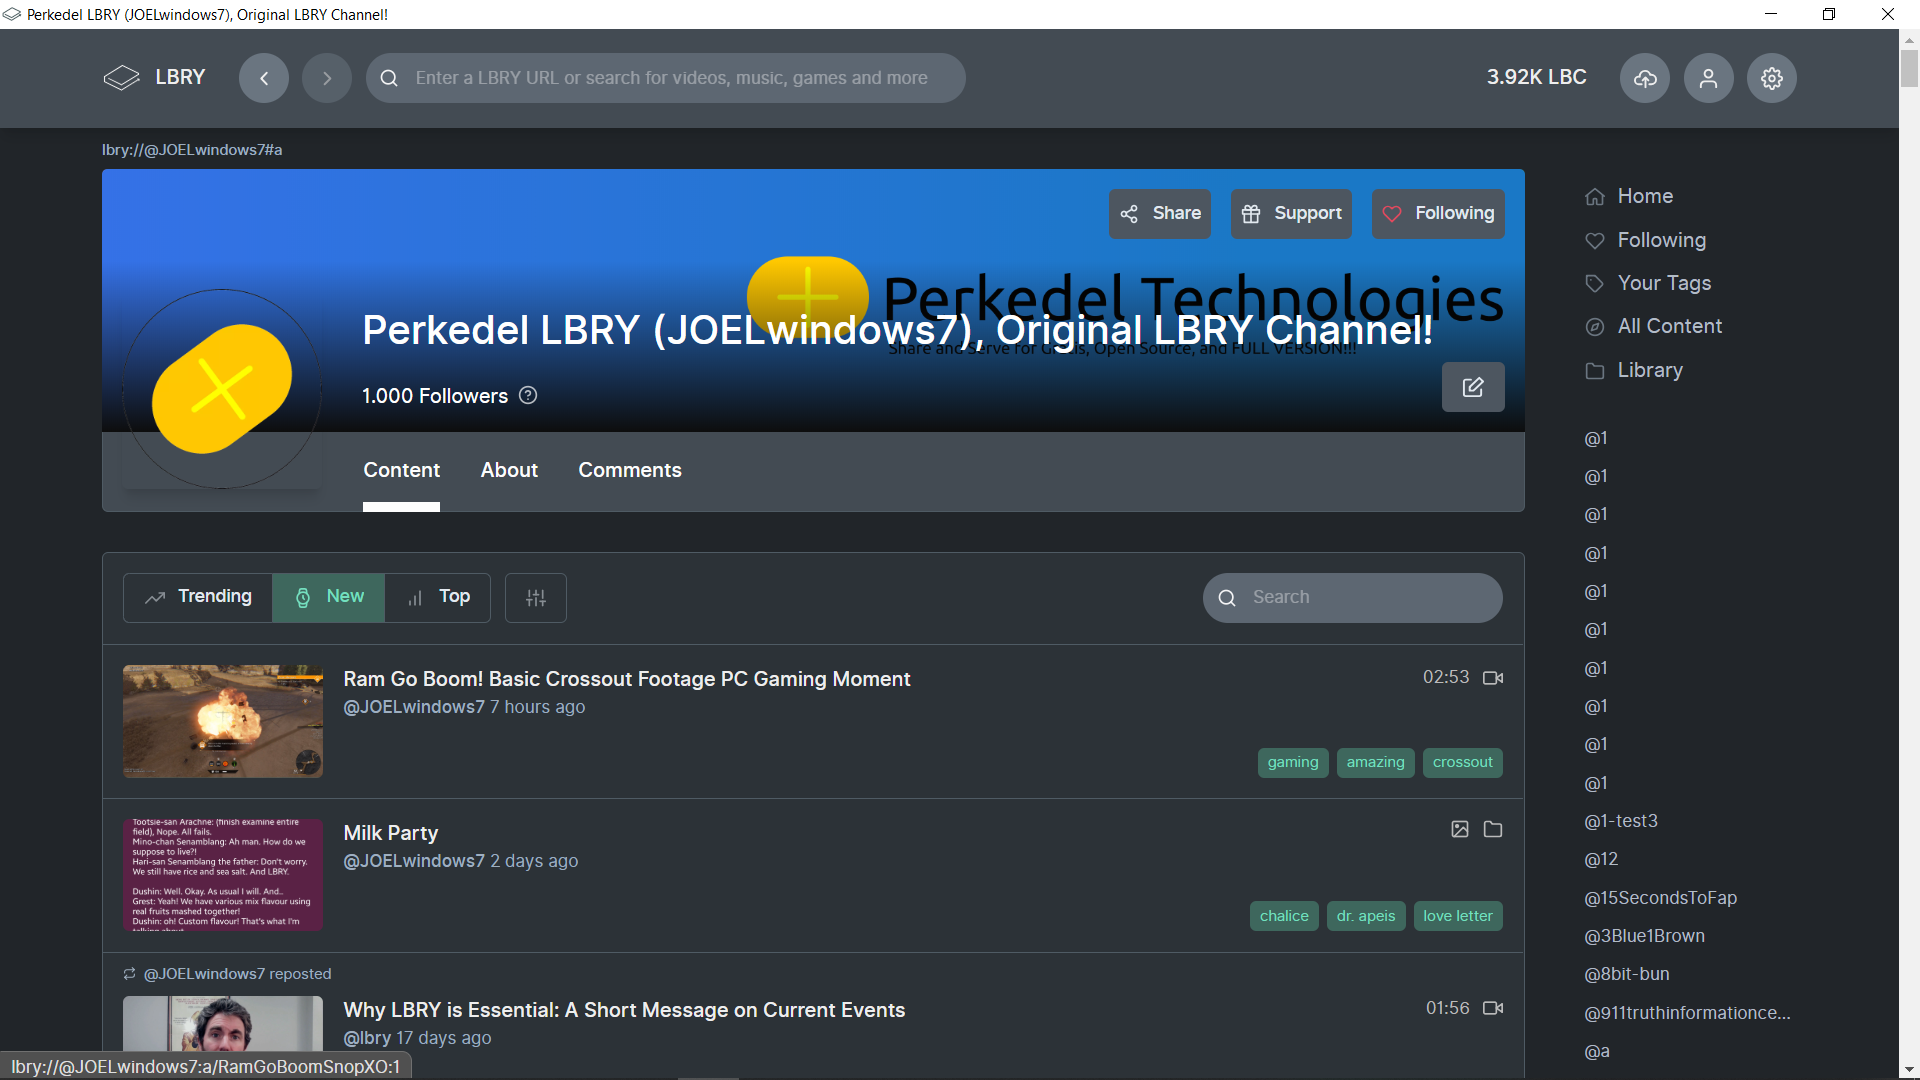 Perkedel LBRY (JOELwindows7), Original LBRY Channel!
LBRY
Enter a LBRY URL or search for videos, music, games and more
3.92K LBC
lbry://@JOELwindows7#a
Share
Support
Following
Perkedel Technologies
Share and Serve for Gratis, Open Source, and FULL VERSION!!!
Perkedel LBRY (JOELwindows7), Original LBRY Channel!
1.000 Followers
Content
About
Comments
Trending
New
Top
Search
Ram Go Boom! Basic Crossout Footage PC Gaming Moment
02:53
@JOELwindows7 7 hours ago
gaming
amazing
crossout
Tootsie-san Arachne: (finish examine entire
field), Nope. All fails.
Mino-chan Senamblang: Ah man. How do we
suppose to live?!
Hari-san Senamblang the father: Don't worry.
We still have rice and sea salt. And LBRY.
Dushin: Well. Okay. As usual I will. And..
Grest: Yeah! We have various mix flavour using
real fruits mashed together!
Dushin: oh! Custom flavour! That's what I'm
talking about
Milk Party
@JOELwindows7 2 days ago
chalice
dr. apeis
love letter
@JOELwindows7 reposted
Why LBRY is Essential: A Short Message on Current Events
01:56
@lbry 17 days ago
lbry://@JOELwindows7:a/RamGoBoomSnopXO:1
Home
Following
Your Tags
All Content
Library
@1
@1
@1
@1
@1
@1
@1
@1
@1
@1
@1-test3
@12
@15SecondsToFap
@3Blue1Brown
@8bit-bun
@911truthinformationce...
@a